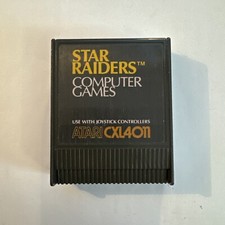 STAR
RAIDERS™
COMPUTER
GAMES
USE WITH JOYSTICK CONTROLLERS
ATARI CXL4011